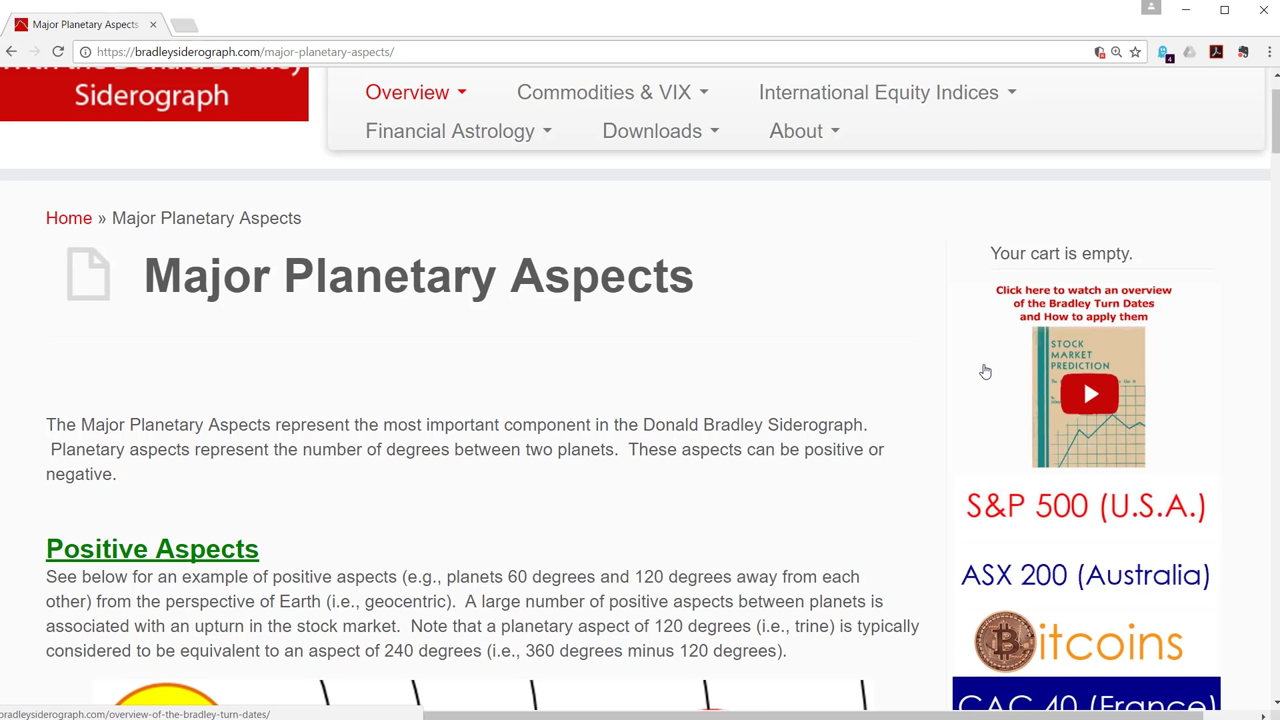 Major Planetary Aspects
https://bradleysiderograph.com/major-planetary-aspects/
4
Siderograph
Overview
Commodities & VIX
International Equity Indices
Financial Astrology
Downloads
About
Home » Major Planetary Aspects
Major Planetary Aspects
The Major Planetary Aspects represent the most important component in the Donald Bradley Siderograph.
Planetary aspects represent the number of degrees between two planets.  These aspects can be positive or
negative.
Positive Aspects
See below for an example of positive aspects (e.g., planets 60 degrees and 120 degrees away from each
other) from the perspective of Earth (i.e., geocentric).  A large number of positive aspects between planets is
associated with an upturn in the stock market.  Note that a planetary aspect of 120 degrees (i.e., trine) is typically
considered to be equivalent to an aspect of 240 degrees (i.e., 360 degrees minus 120 degrees).
Your cart is empty.
Click here to watch an overview
of the Bradley Turn Dates
and How to apply them
STOCK
MARKET
PREDICTION
S&P 500 (U.S.A.)
ASX 200 (Australia)
Bitcoins
CAC 40 (France)
bradleysiderograph.com/overview-of-the-bradley-turn-dates/